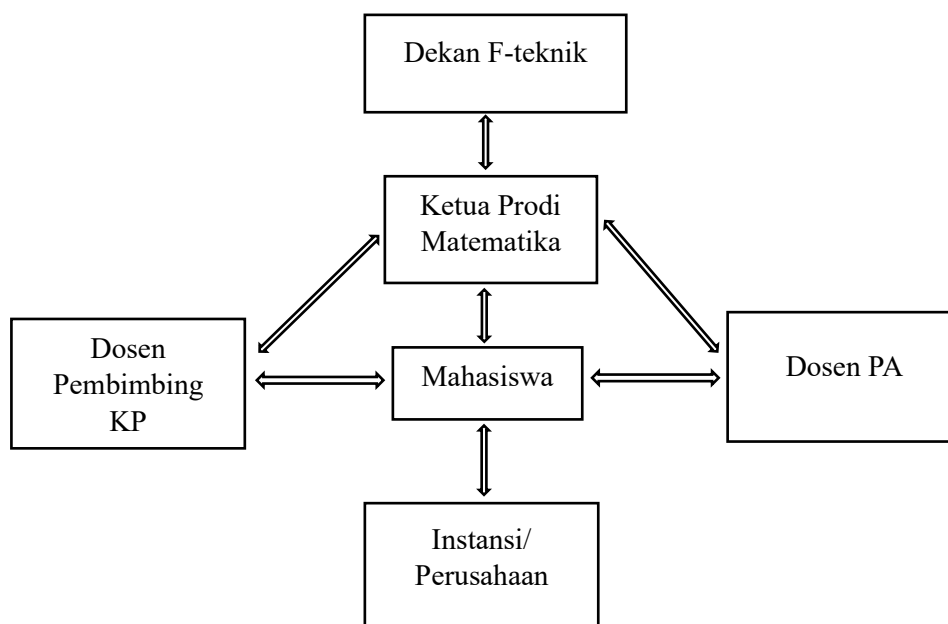 Dekan F-teknik
Ketua Prodi
Matematika
Dosen
Pembimbing
KP
Mahasiswa
Dosen PA
Instansi/
Perusahaan